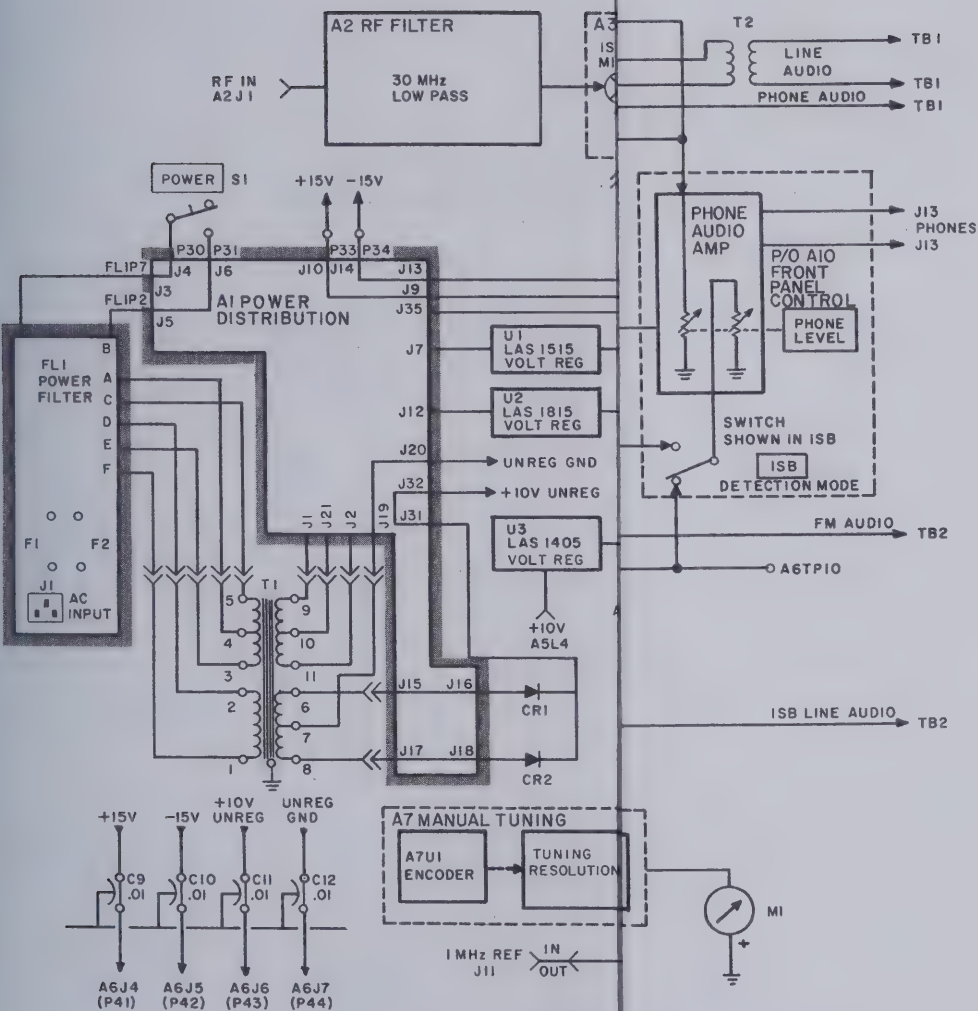 A2 RF FILTER
30 MHz
LOW PASS
RF IN
A2J1
A3
IS
M1
T2
LINE
AUDIO
PHONE AUDIO
TB1
TB1
TB1
POWER
S1
+15V -15V
P30 P31
P33 P34
FL1P7
J4
J6
J10
J14
J13
J3
J9
FL1P2
J5
J35
A1 POWER
DISTRIBUTION
PHONE
AUDIO
AMP
J13
PHONES
J13
P/O A10
FRONT
PANEL
CONTROL
PHONE
LEVEL
B
FL1
POWER
FILTER
A
C
D
E
F
F1
F2
J1
AC
INPUT
J7
U1
LAS 1515
VOLT REG
J12
U2
LAS 1815
VOLT REG
J20
UNREG GND
J32
+10V UNREG
J31
U3
LAS 1405
VOLT REG
+10V
A5L4
SWITCH
SHOWN IN ISB
ISB
DETECTION MODE
FM AUDIO
TB2
A6TP10
J1
J21
J2
J19
T1
5
4
3
2
1
9
10
11
6
7
8
J15
J16
J17
J18
CR1
CR2
ISB LINE AUDIO
TB2
+15V
-15V
+10V
UNREG
UNREG
GND
C9
.01
C10
.01
C11
.01
C12
.01
A6J4
(P41)
A6J5
(P42)
A6J6
(P43)
A6J7
(P44)
A7 MANUAL TUNING
A7U1
ENCODER
TUNING
RESOLUTION
M1
+
1 MHz REF
J11
IN
OUT